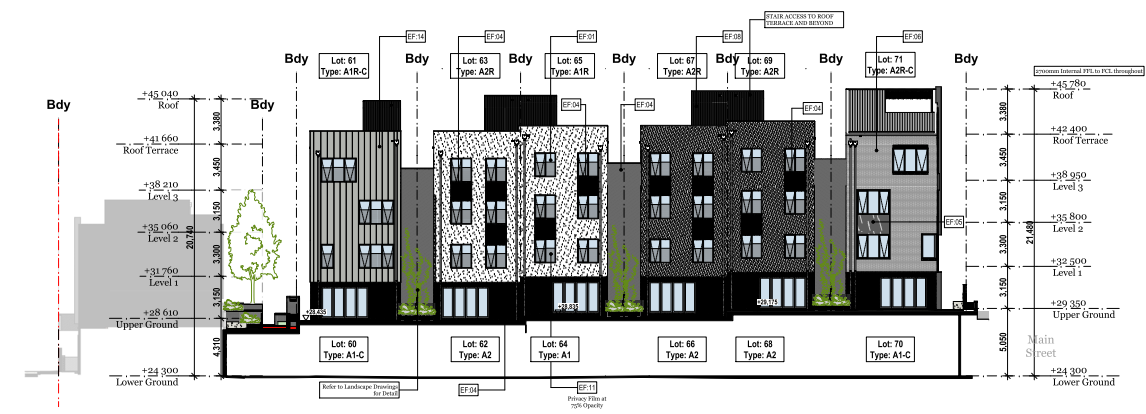 STAIR ACCESS TO ROOF
TERRACE AND BEYOND
EF:14
EF:04
EF:01
EF:08
EF:06
Bdy
Lot: 61
Type: A1R-C
Bdy
Lot: 63
Type: A2R
Bdy
Lot: 65
Type: A1R
Bdy
Lot: 67
Type: A2R
Bdy
Lot: 69
Type: A2R
Lot: 71
Type: A2R-C
Bdy
2700mm Internal FFL to FCL throughout
Bdy
Bdy
+45 040
Roof
+41 660
Roof Terrace
+38 210
Level 3
+35 060
Level 2
+31 760
Level 1
+28 610
Upper Ground
+24 300
Lower Ground
3,380
3,450
3,150
3,300
3,150
4,310
20,740
EF:04
EF:04
EF:04
EF:05
+28,435
+28,835
+29,175
+45 780
Roof
+42 400
Roof Terrace
+38 950
Level 3
+35 800
Level 2
+32 500
Level 1
+29 350
Upper Ground
+24 300
Lower Ground
3,380
3,450
3,150
3,300
3,150
5,050
21,480
Main
Street
Lot: 60
Type: A1-C
Lot: 62
Type: A2
Lot: 64
Type: A1
Lot: 66
Type: A2
Lot: 68
Type: A2
Lot: 70
Type: A1-C
Refer to Landscape Drawings
for Detail
EF:04
EF:11
Privacy Film at
75% Opacity